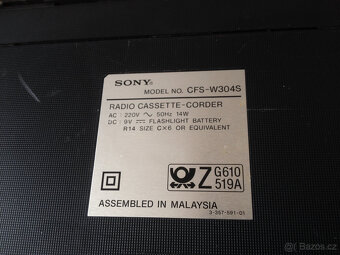 SONY.
MODEL NO. CFS-W304S
RADIO CASSETTE-CORDER
AC : 220V ～ 50Hz 14W
DC : 9V ⎓ FLASHLIGHT BATTERY
R14 SIZE C×6 OR EQUIVALENT
Z G610
519A
ASSEMBLED IN MALAYSIA
3-357-591-01
bazos.cz